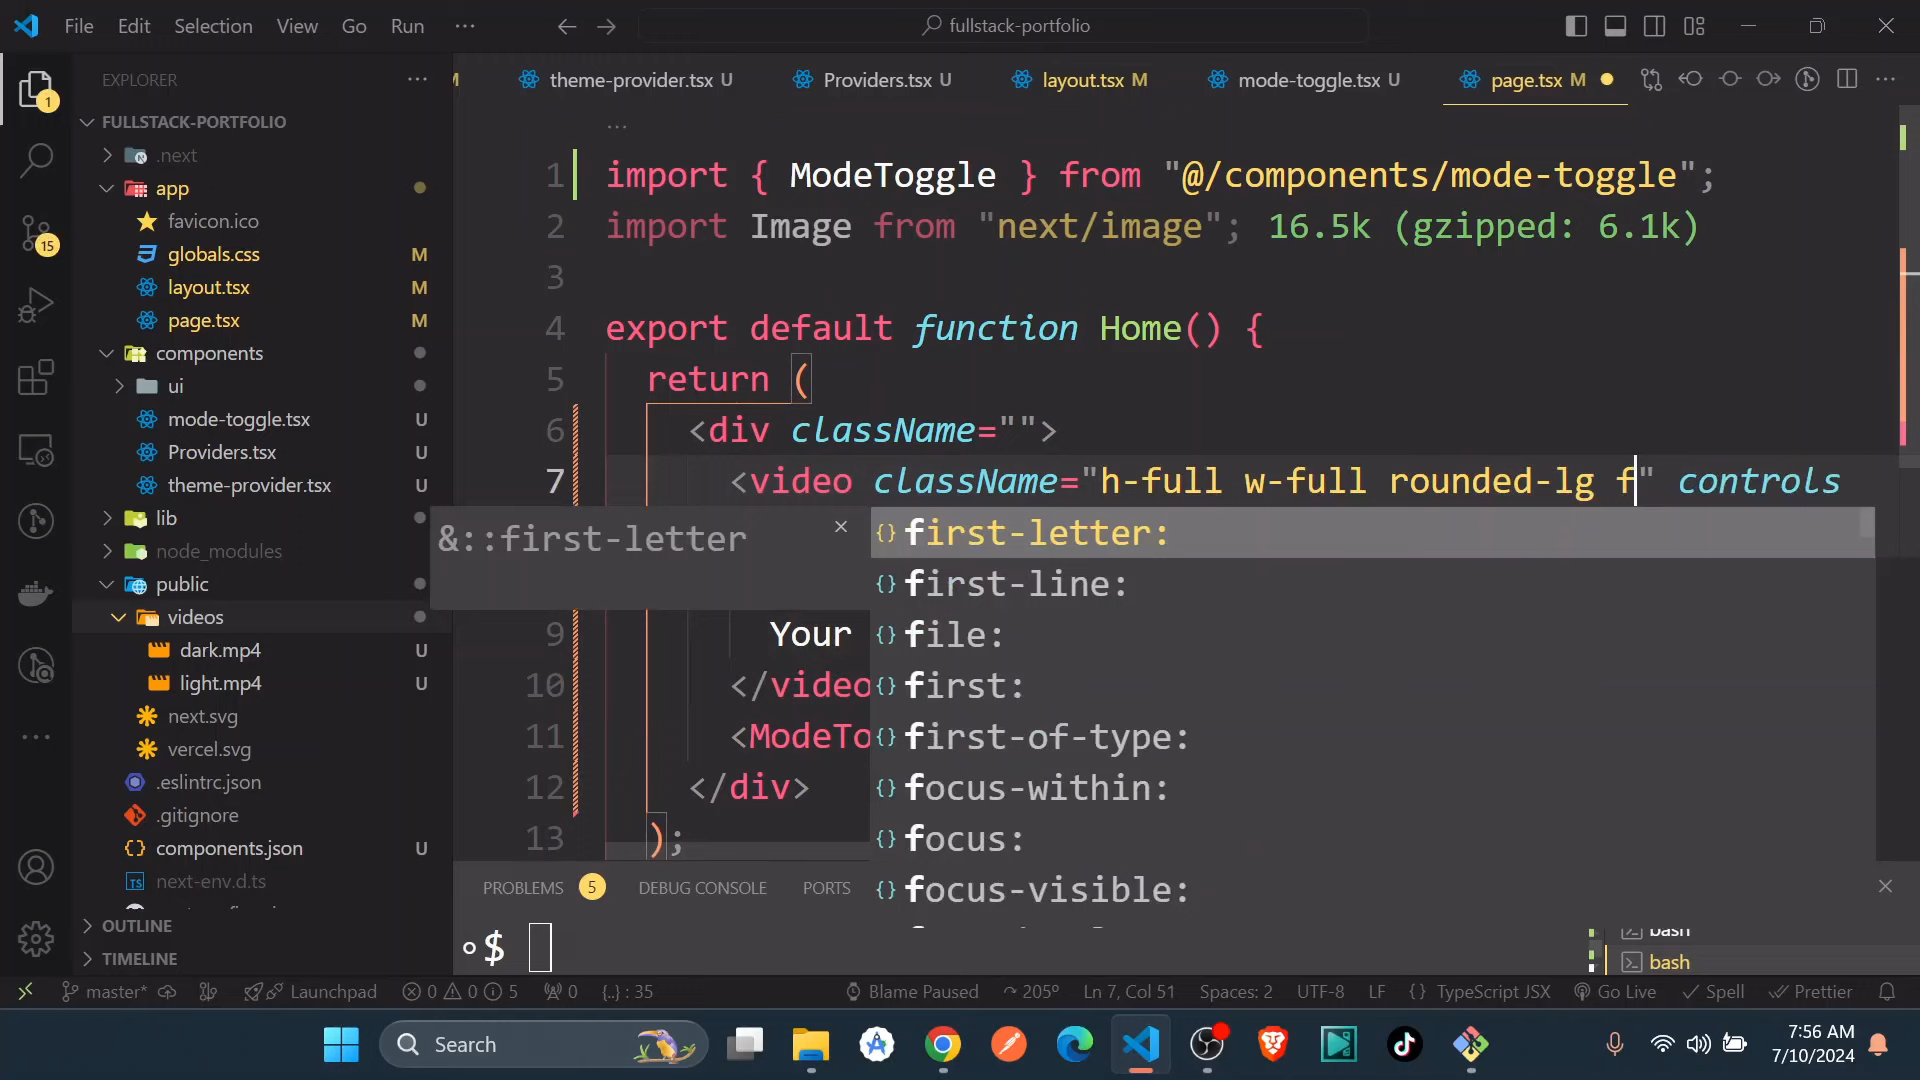 File Edit Selection View Go Run ···
fullstack-portfolio
EXPLORER
theme-provider.tsx U
Providers.tsx U
layout.tsx M
mode-toggle.tsx U
page.tsx M
FULLSTACK-PORTFOLIO
.next
app
favicon.ico
globals.css M
layout.tsx M
page.tsx M
components
ui
mode-toggle.tsx U
Providers.tsx U
theme-provider.tsx U
lib
node_modules
public
videos
dark.mp4 U
light.mp4 U
next.svg
vercel.svg
.eslintrc.json
.gitignore
components.json U
next-env.d.ts
OUTLINE
TIMELINE
1
15
...
1 import { ModeToggle } from "@/components/mode-toggle";
2 import Image from "next/image"; 16.5k (gzipped: 6.1k)
3
4 export default function Home() {
5 return (
6 <div className="">
7 <video className="h-full w-full rounded-lg f" controls
&::first-letter
first-letter:
first-line:
file:
first:
first-of-type:
focus-within:
focus:
focus-visible:
9 Your
10 </video
11 <ModeTo
12 </div>
13 );
PROBLEMS 5 DEBUG CONSOLE PORTS
$
bash
bash
master* Launchpad 0 0 5 0 {..} : 35 Blame Paused 205° Ln 7, Col 51 Spaces: 2 UTF-8 LF {} TypeScript JSX Go Live Spell Prettier
Search
7:56 AM
7/10/2024